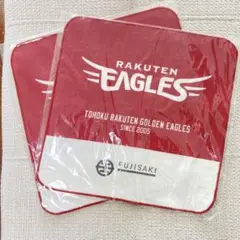 RAKUTEN
EAGLES
TOHOKU RAKUTEN GOLDEN EAGLES
SINCE 2005
FUJISAKI